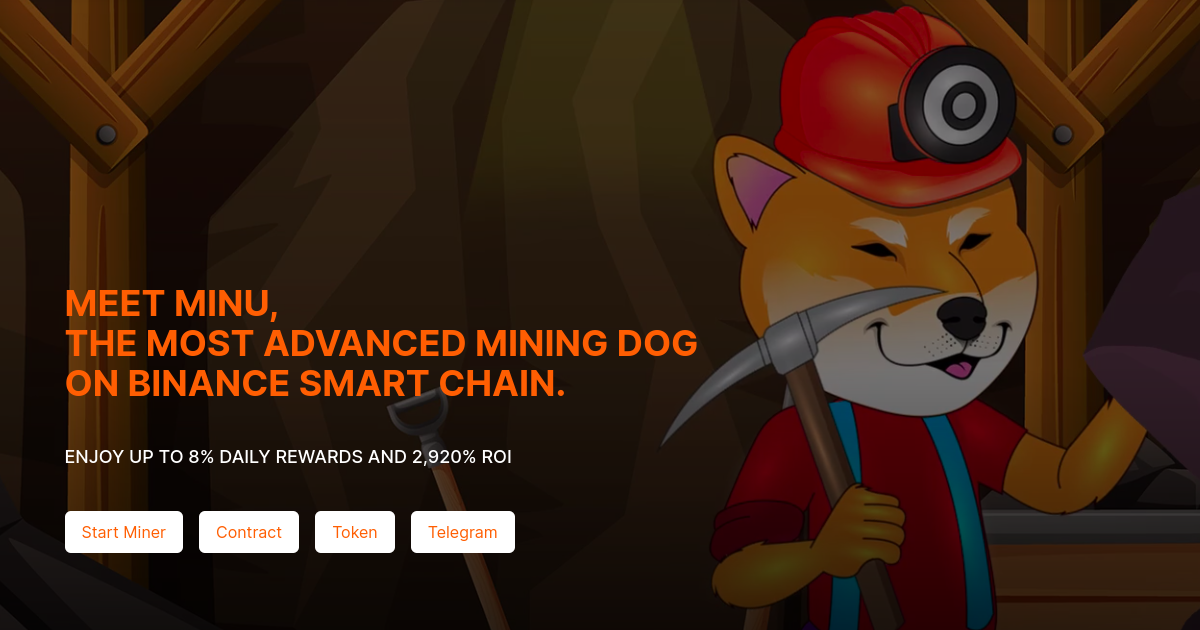 MEET MINU,
THE MOST ADVANCED MINING DOG
ON BINANCE SMART CHAIN.
ENJOY UP TO 8% DAILY REWARDS AND 2,920% ROI
Start Miner
Contract
Token
Telegram